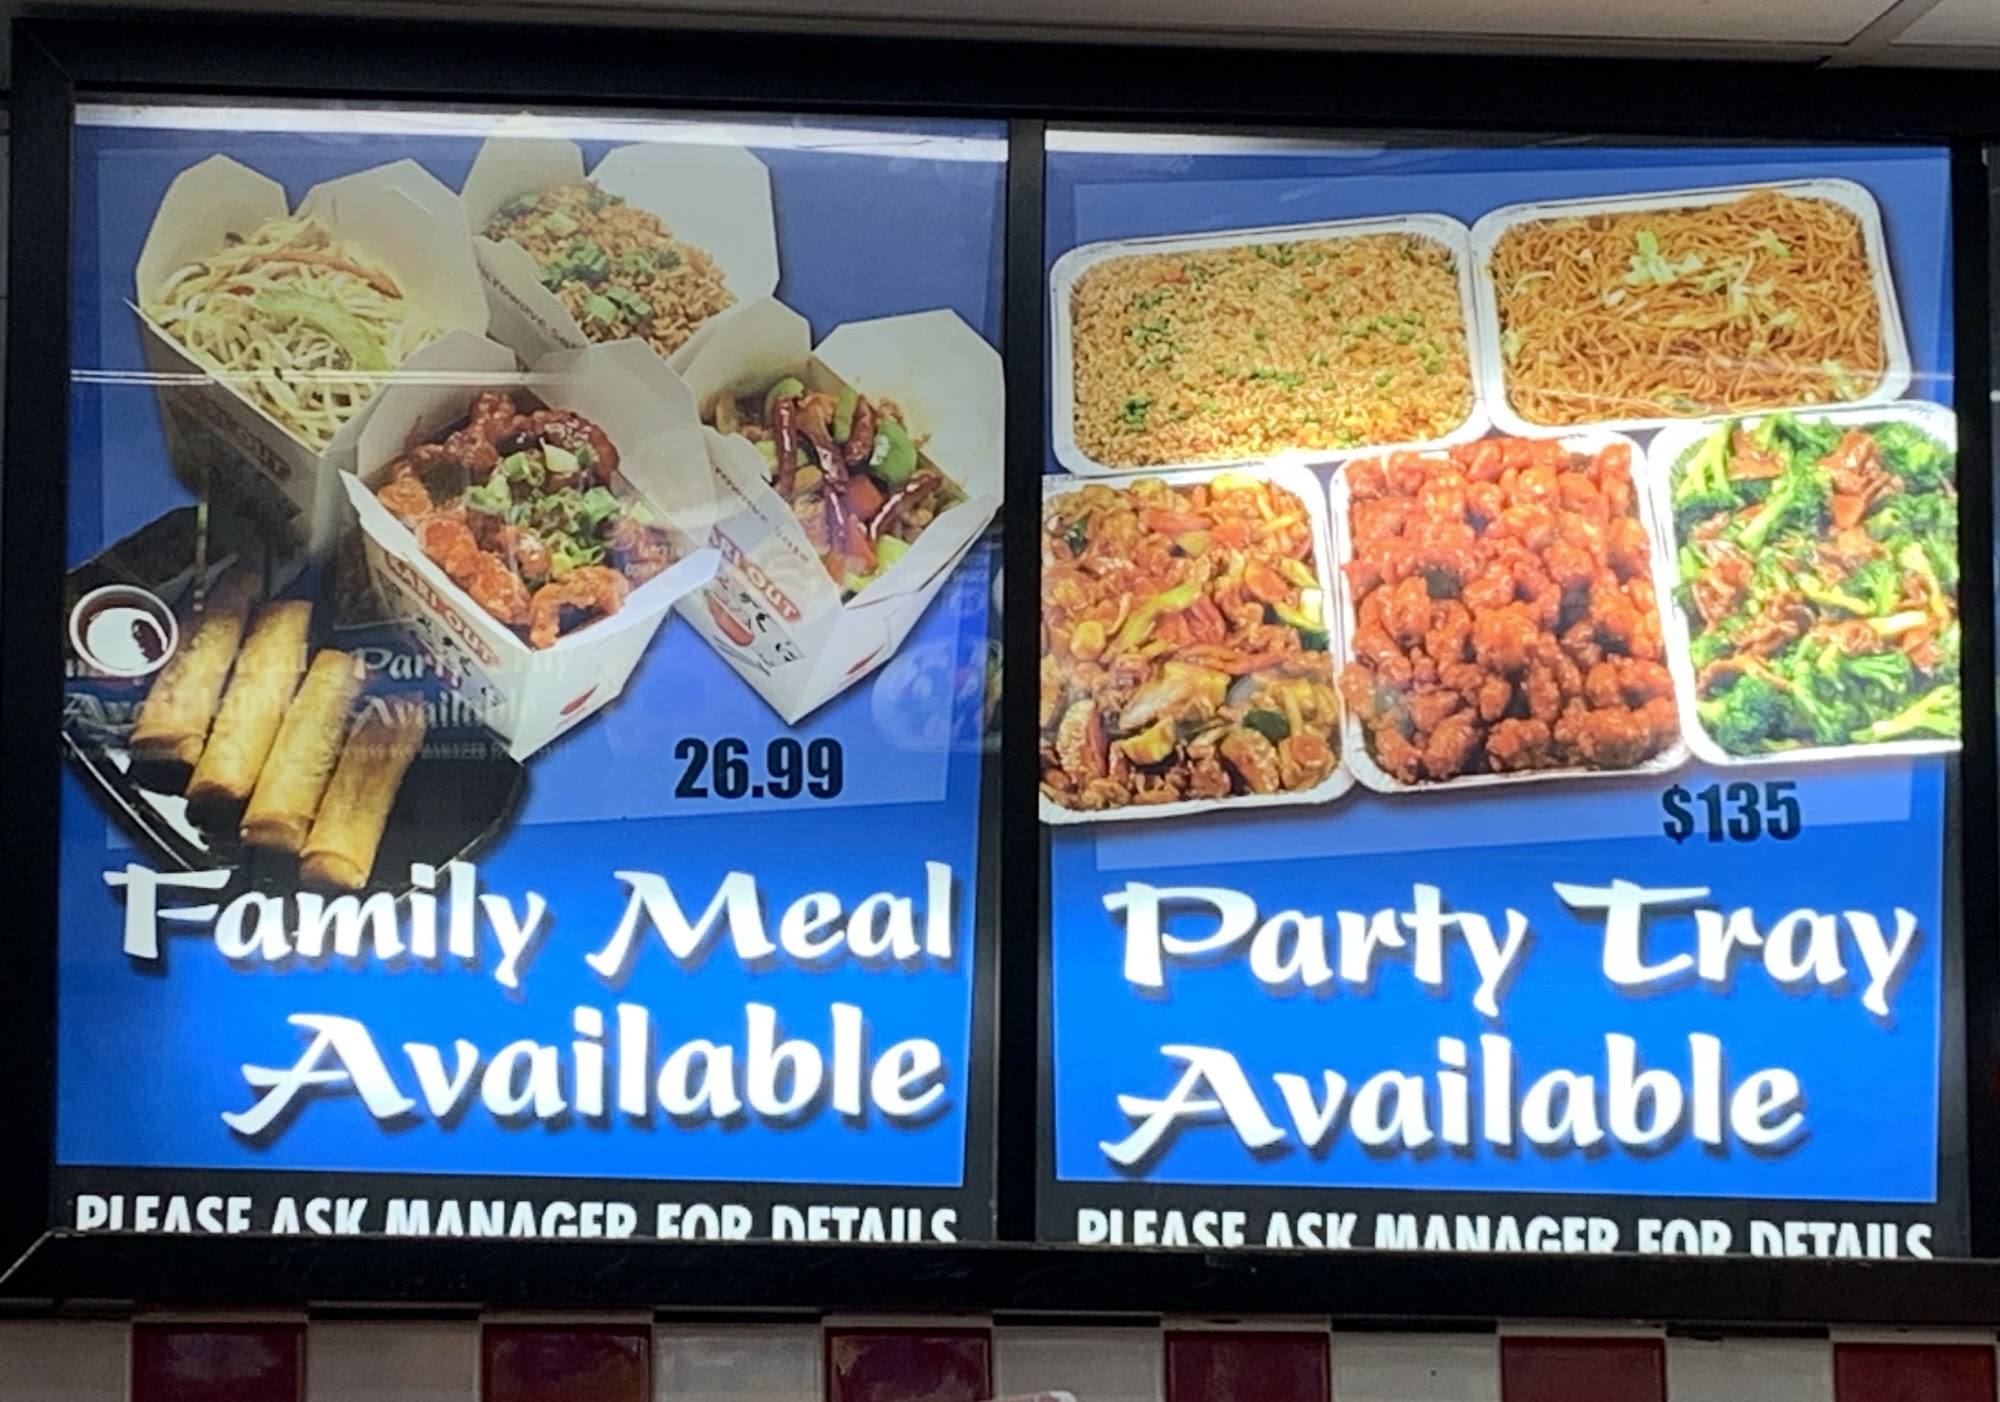 26.99
Family Meal
Available
PLEASE ASK MANAGER FOR DETAILS
$135
Party Tray
Available
PLEASE ASK MANAGER FOR DETAILS